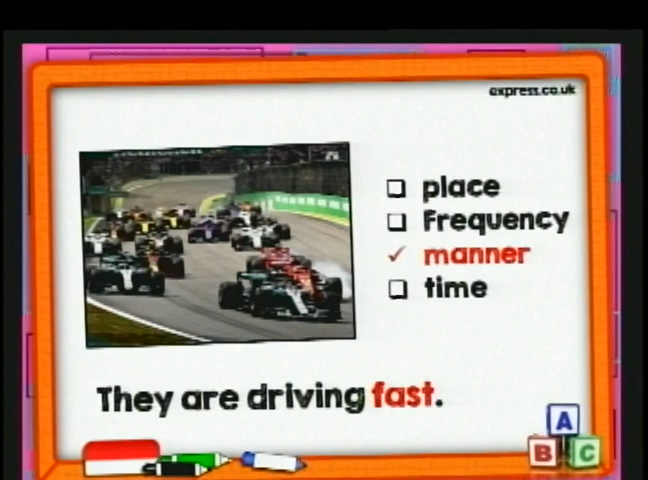 express.co.uk
place
Frequency
manner
time
They are driving fast.
A
B C